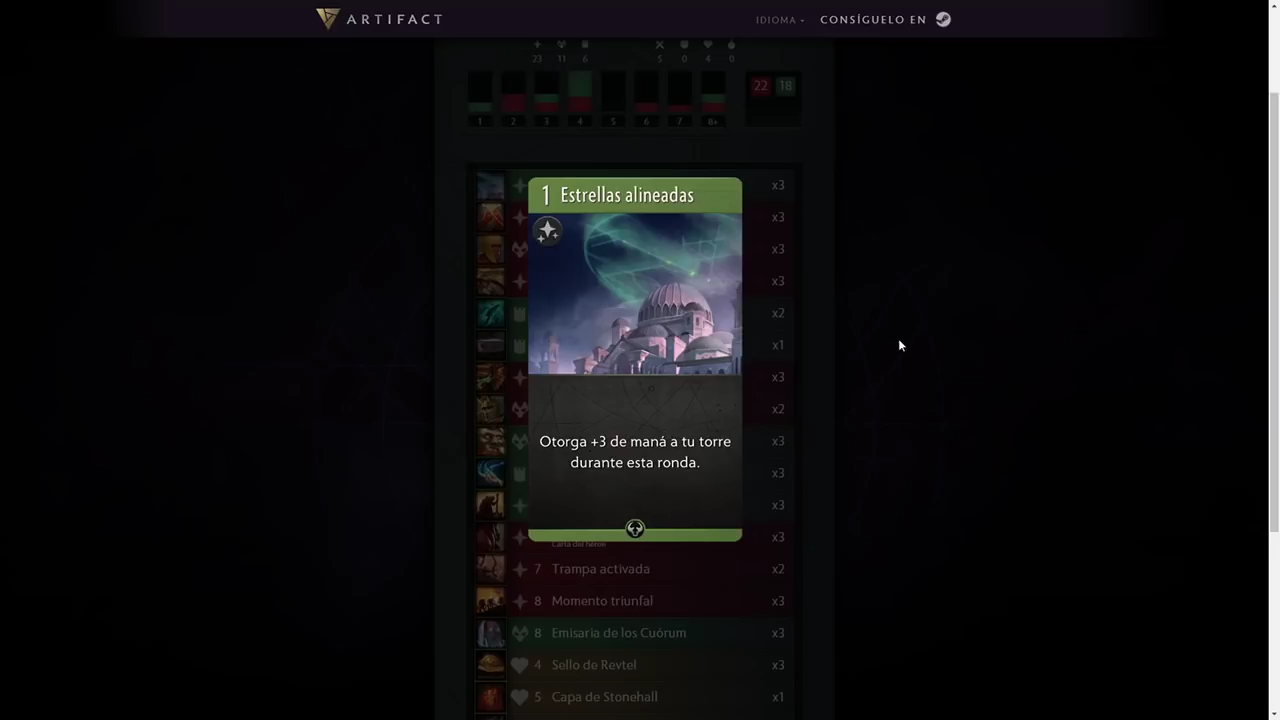 ARTIFACT
IDIOMA
CONSÍGUELO EN
23 11 6 5 0 4 0
22 18
1 2 3 4 5 6 7 8+
1 Estrellas alineadas
Otorga +3 de maná a tu torre
durante esta ronda.
x3
x3
x3
x3
x2
x1
x3
x2
x3
x3
x3
x3
Carta del héroe
7 Trampa activada x2
8 Momento triunfal x3
8 Emisaria de los Cuórum x3
4 Sello de Revtel x3
5 Capa de Stonehall x1